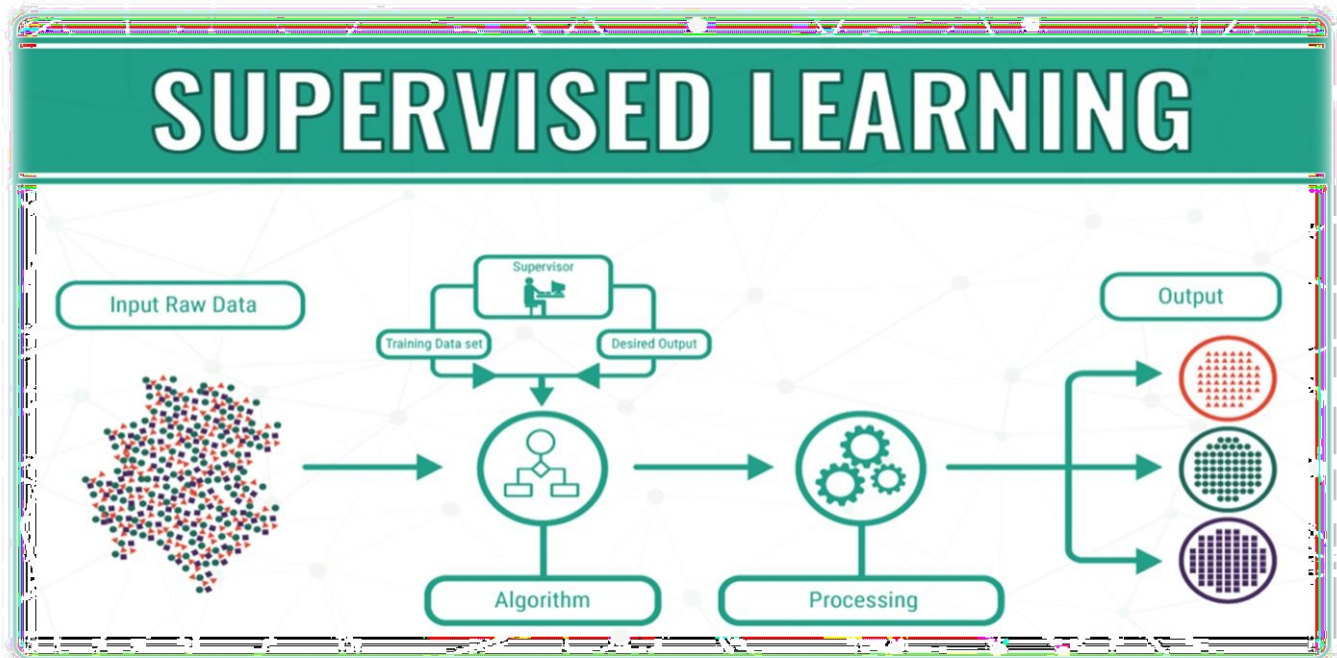 SUPERVISED LEARNING
Input Raw Data
Supervisor
Training Data set
Desired Output
Algorithm
Processing
Output